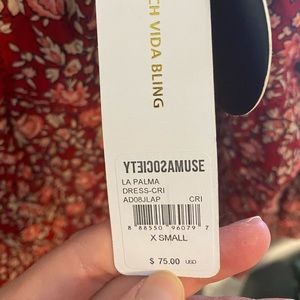 CH VIDA BLING
YTEICOSAMUSE
LA PALMA
DRESS-CRI
AD08JLAP CRI
8 88550 96079 7
X SMALL
$ 75.00 USD